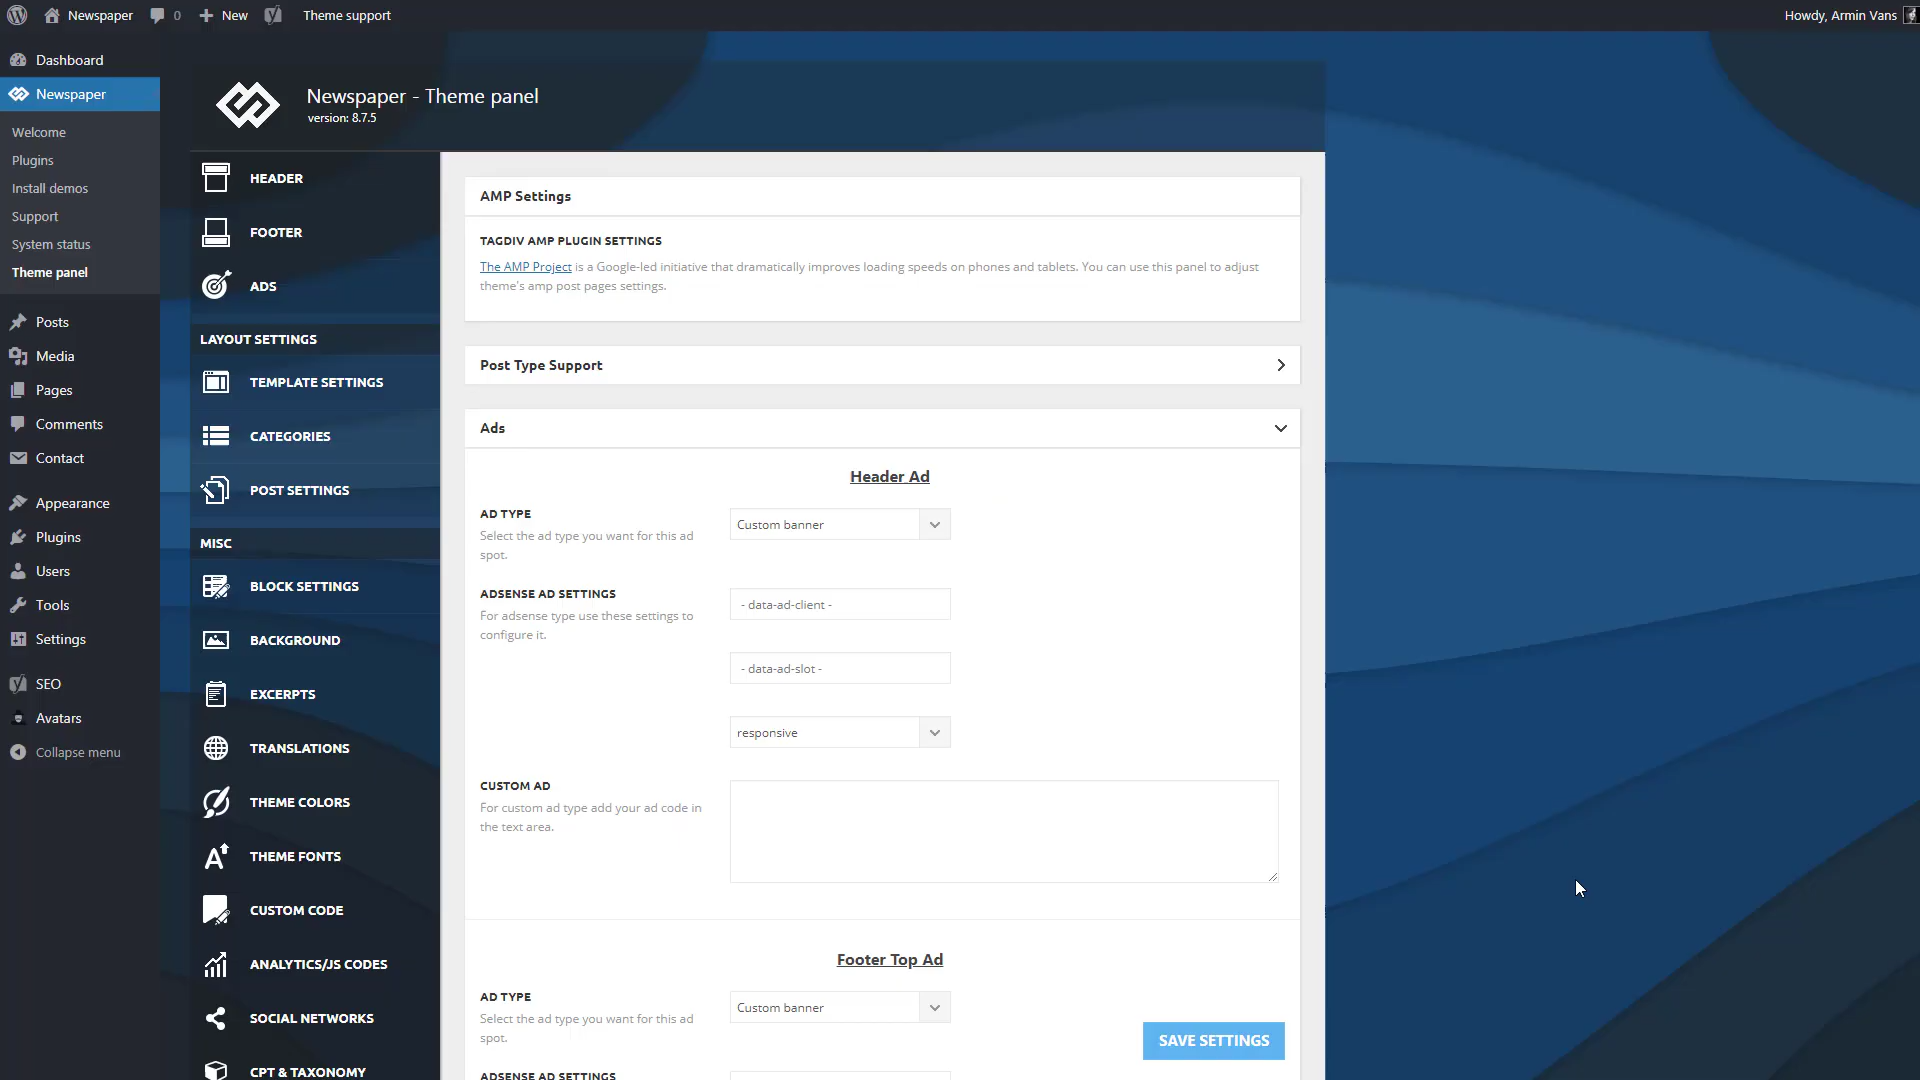 Newspaper
0
New
Theme support
Howdy, Armin Vans
Dashboard
Newspaper
Welcome
Plugins
Install demos
Support
System status
Theme panel
Posts
Media
Pages
Comments
Contact
Appearance
Plugins
Users
Tools
Settings
SEO
Avatars
Collapse menu
Newspaper - Theme panel
version: 8.7.5
HEADER
FOOTER
ADS
LAYOUT SETTINGS
TEMPLATE SETTINGS
CATEGORIES
POST SETTINGS
MISC
BLOCK SETTINGS
BACKGROUND
EXCERPTS
TRANSLATIONS
THEME COLORS
THEME FONTS
CUSTOM CODE
ANALYTICS/JS CODES
SOCIAL NETWORKS
CPT & TAXONOMY
AMP Settings
TAGDIV AMP PLUGIN SETTINGS
The AMP Project is a Google-led initiative that dramatically improves loading speeds on phones and tablets. You can use this panel to adjust
theme's amp post pages settings.
Post Type Support
Ads
Header Ad
AD TYPE
Select the ad type you want for this ad
spot.
Custom banner
ADSENSE AD SETTINGS
For adsense type use these settings to
configure it.
- data-ad-client -
- data-ad-slot -
responsive
CUSTOM AD
For custom ad type add your ad code in
the text area.
Footer Top Ad
AD TYPE
Select the ad type you want for this ad
spot.
Custom banner
SAVE SETTINGS
ADSENSE AD SETTINGS